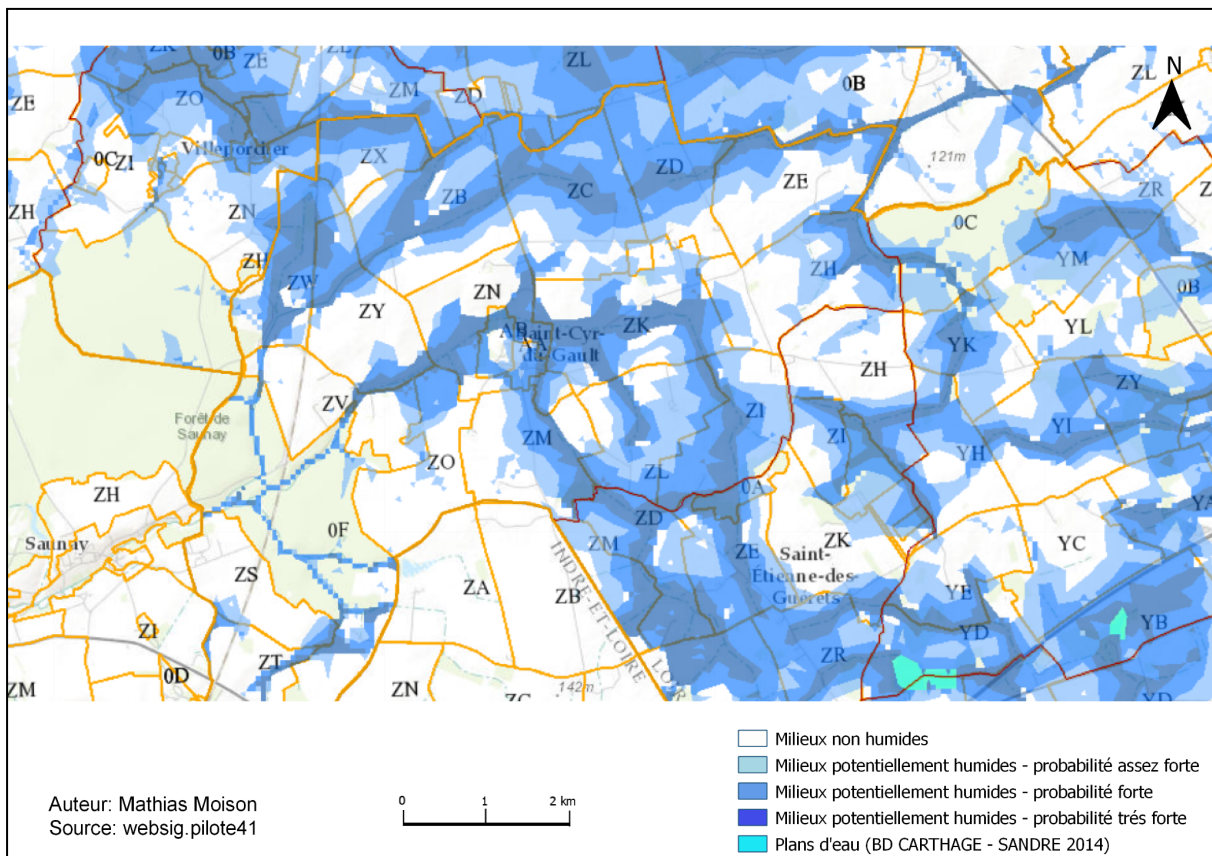 ZK
0B
ZE
ZL
ZL
ZL
ZE
ZO
ZM
ZD
0B
N
0C
ZI
Villeporcher
ZX
ZD
ZE
121m
ZR
ZH
ZN
ZB
ZC
0C
ZH
ZW
ZN
ZH
YM
0B
ZY
AB
Saint-Cyr-
du-Gault
ZK
YL
YK
ZH
ZY
Forêt de
Saunay
ZV
ZM
ZI
ZI
YI
ZO
YH
ZL
0A
ZH
0F
ZD
YA
Saunay
ZM
ZE
ZK
YC
Saint-
Étienne-des-
Guérets
ZS
ZA
ZB
INDRE-ET-LOIRE
YE
ZI
YD
YB
0D
ZT
ZR
ZM
ZN
142m
YD
Milieux non humides
Milieux potentiellement humides - probabilité assez forte
Milieux potentiellement humides - probabilité forte
Milieux potentiellement humides - probabilité trés forte
Plans d'eau (BD CARTHAGE - SANDRE 2014)
Auteur: Mathias Moison
Source: websig.pilote41
0
1
2 km